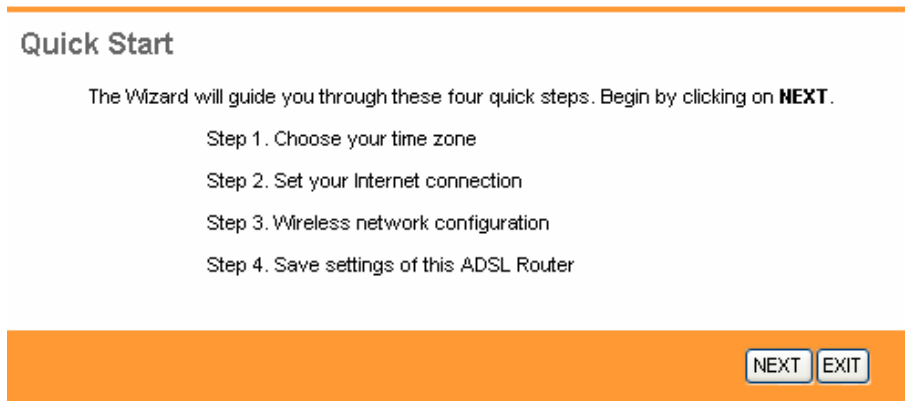 Quick Start
The Wizard will guide you through these four quick steps. Begin by clicking on NEXT.
Step 1. Choose your time zone
Step 2. Set your Internet connection
Step 3. Wireless network configuration
Step 4. Save settings of this ADSL Router
NEXT EXIT